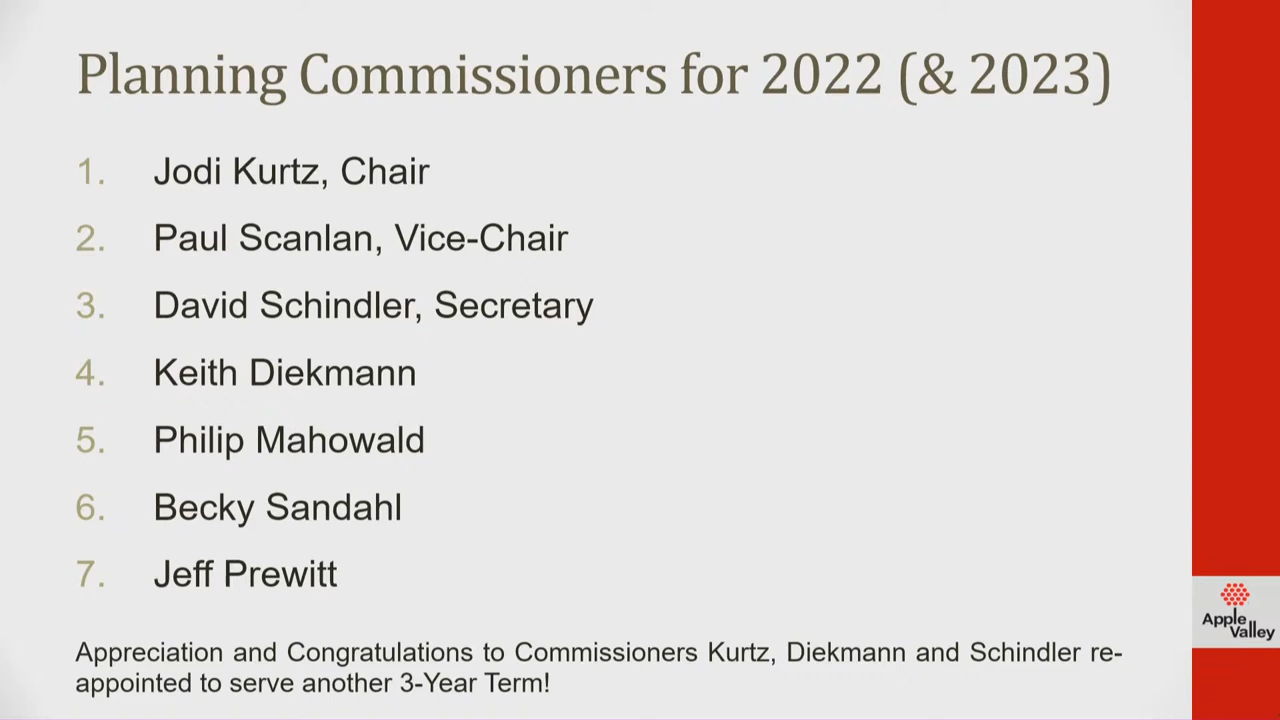 Planning Commissioners for 2022 (& 2023)
1. Jodi Kurtz, Chair
2. Paul Scanlan, Vice-Chair
3. David Schindler, Secretary
4. Keith Diekmann
5. Philip Mahowald
6. Becky Sandahl
7. Jeff Prewitt
Appreciation and Congratulations to Commissioners Kurtz, Diekmann and Schindler re-
appointed to serve another 3-Year Term!
Apple
Valley